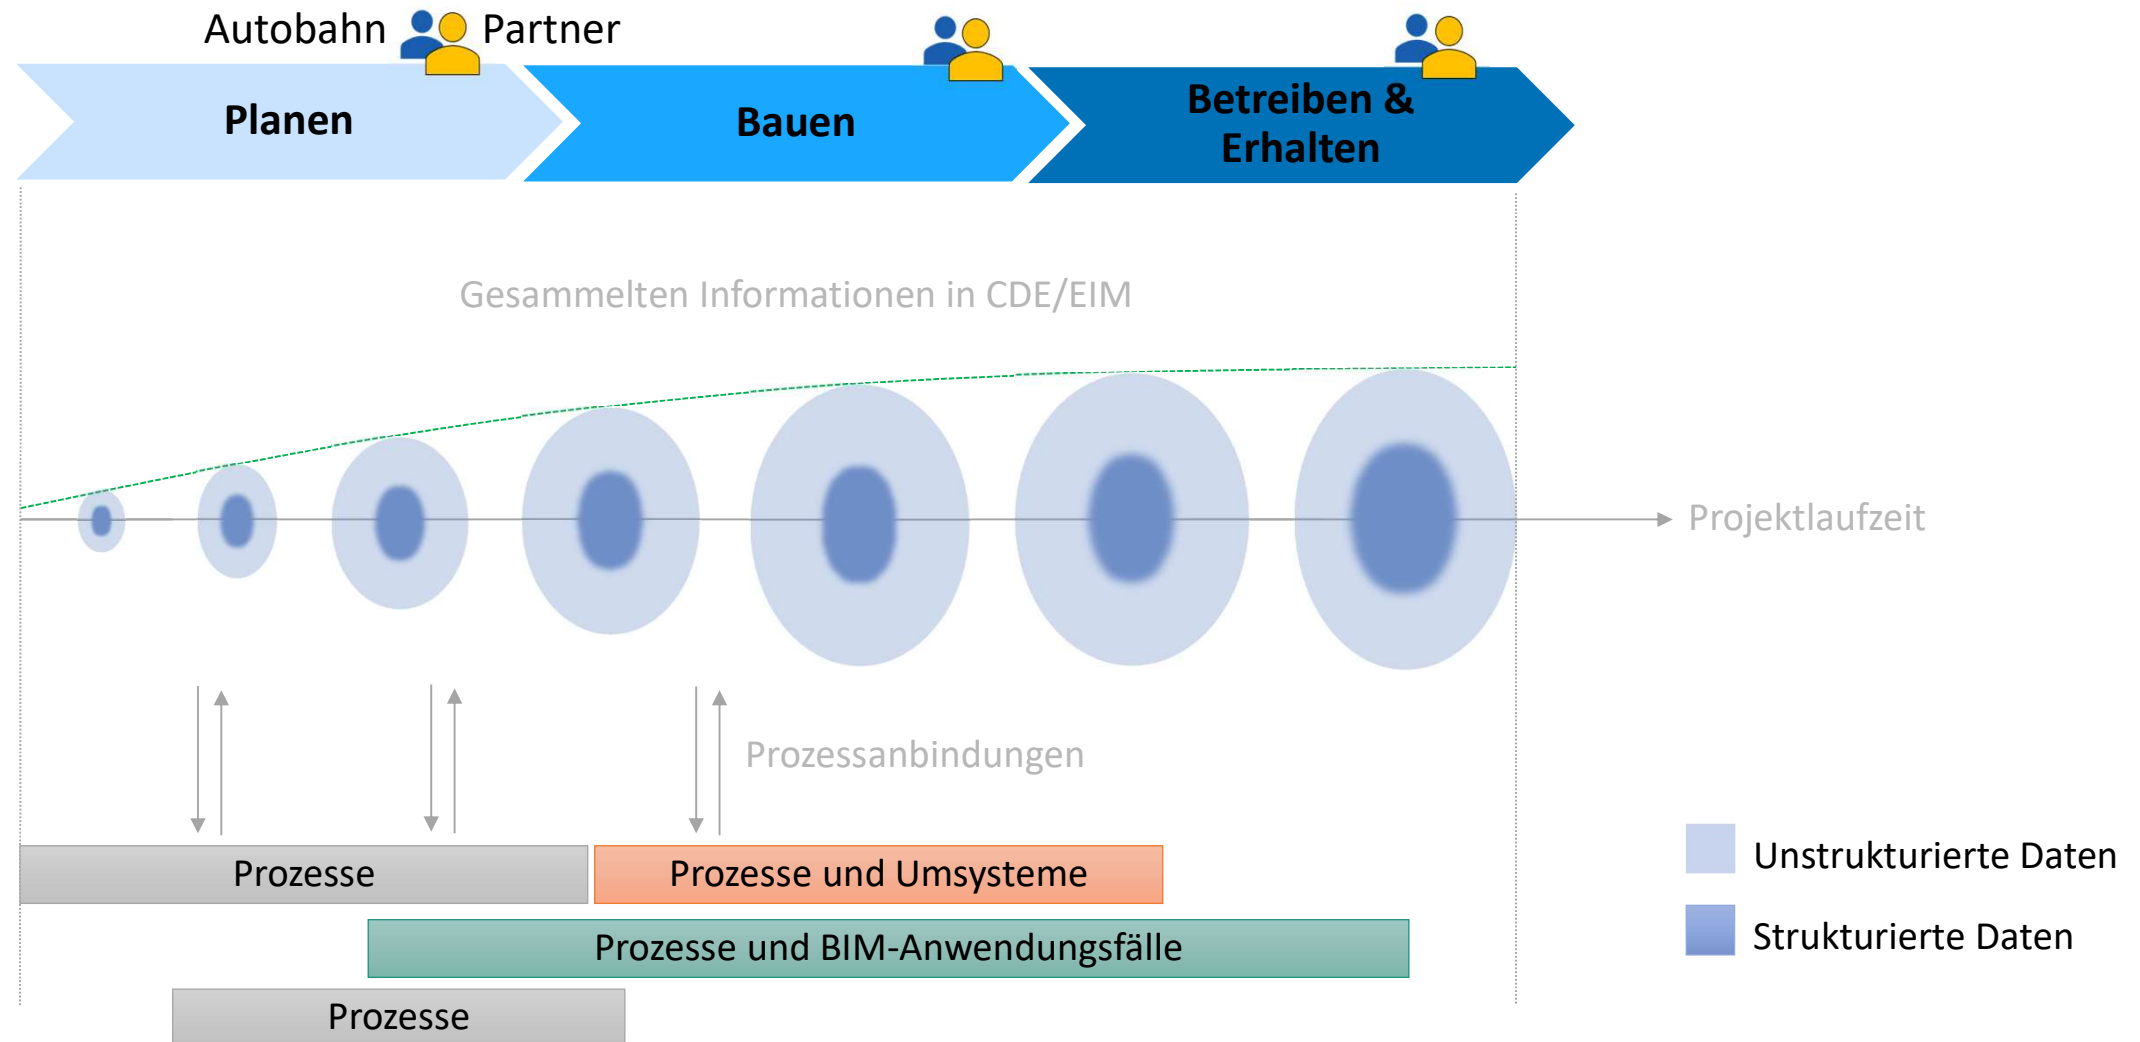 Autobahn Partner
Planen
Bauen
Betreiben &
Erhalten
Gesammelten Informationen in CDE/EIM
Projektlaufzeit
Prozessanbindungen
Prozesse
Prozesse und Umsysteme
Prozesse und BIM-Anwendungsfälle
Prozesse
Unstrukturierte Daten
Strukturierte Daten